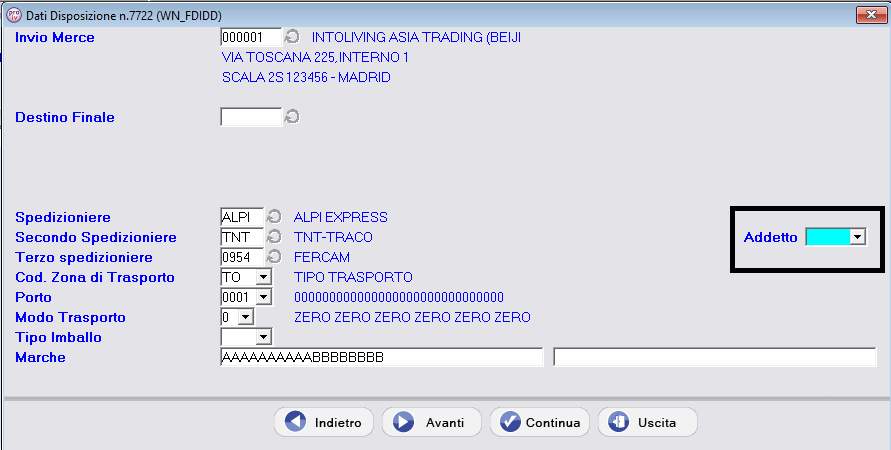 Dati Disposizione n.7722 (WN_FDIDD)
Invio Merce 000001 INTOLIVING ASIA TRADING (BEIJI
VIA TOSCANA 225, INTERNO 1
SCALA 2S 123456 - MADRID
Destino Finale
Spedizioniere ALPI ALPI EXPRESS
Secondo Spedizioniere TNT TNT-TRACO Addetto
Terzo spedizioniere 0954 FERCAM
Cod. Zona di Trasporto TO TIPO TRASPORTO
Porto 0001 000000000000000000000000000000
Modo Trasporto 0 ZERO ZERO ZERO ZERO ZERO ZERO
Tipo Imballo
Marche AAAAAAAAAABBBBBBBB
Indietro Avanti Continua Uscita